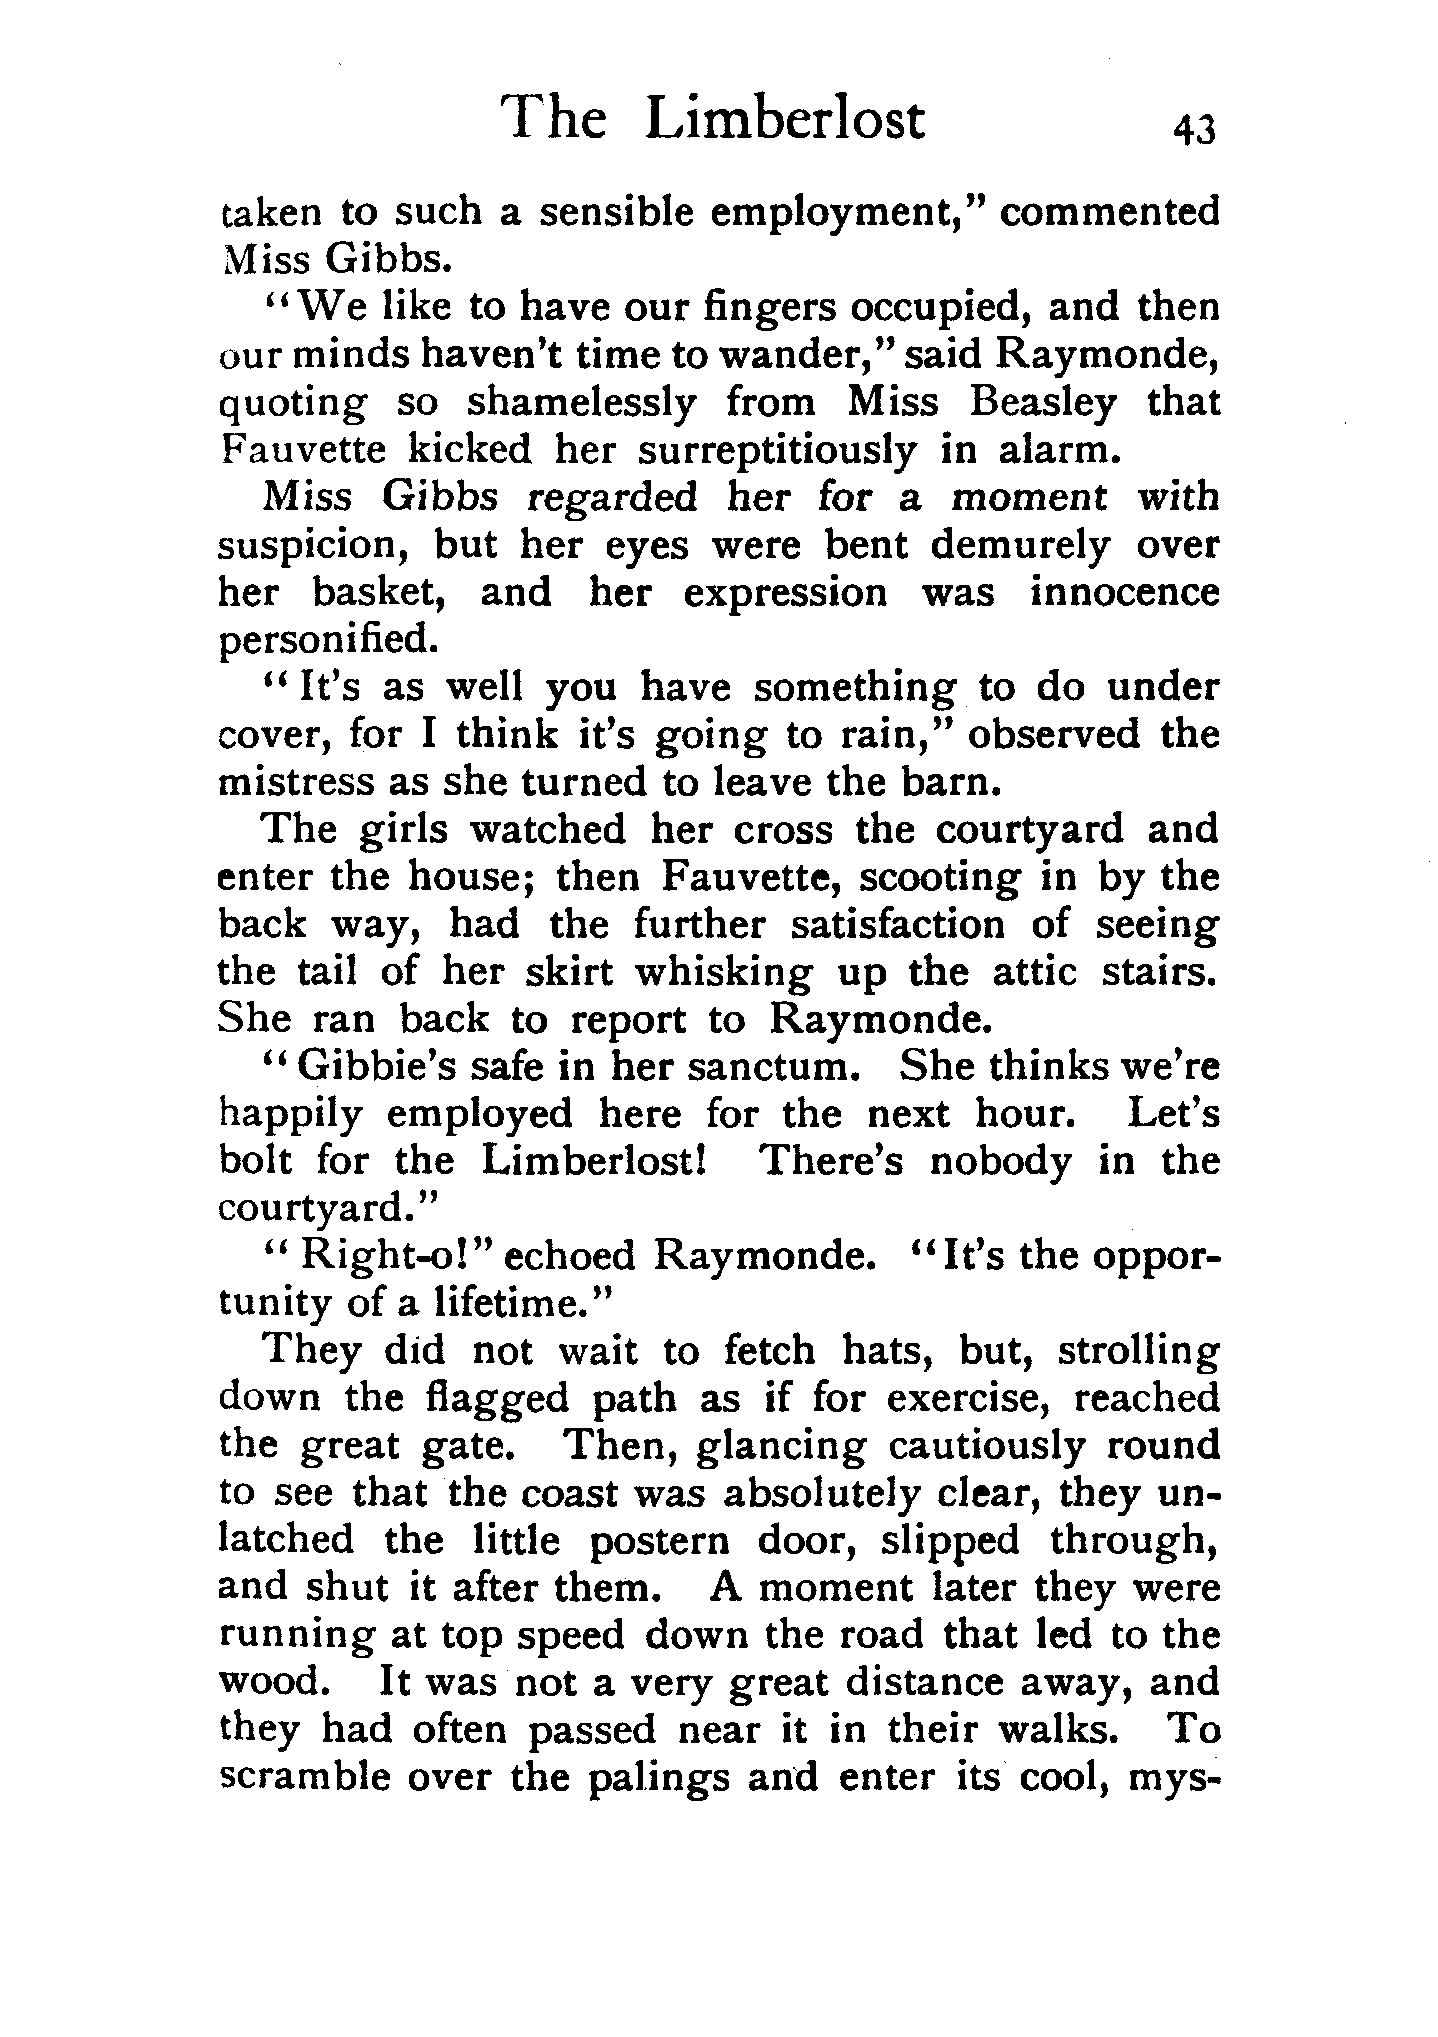 The Limberlost 43
taken to such a sensible employment,” commented
Miss Gibbs.
“We like to have our fingers occupied, and then
our minds haven’t time to wander,” said Raymonde,
quoting so shamelessly from Miss Beasley that
Fauvette kicked her surreptitiously in alarm.
Miss Gibbs regarded her for a moment with
suspicion, but her eyes were bent demurely over
her basket, and her expression was innocence
personified.
“It’s as well you have something to do under
cover, for I think it’s going to rain,” observed the
mistress as she turned to leave the barn.
The girls watched her cross the courtyard and
enter the house; then Fauvette, scooting in by the
back way, had the further satisfaction of seeing
the tail of her skirt whisking up the attic stairs.
She ran back to report to Raymonde.
“Gibbie’s safe in her sanctum. She thinks we’re
happily employed here for the next hour. Let’s
bolt for the Limberlost! There’s nobody in the
courtyard.”
“Right-o!” echoed Raymonde. “It’s the oppor-
tunity of a lifetime.”
They did not wait to fetch hats, but, strolling
down the flagged path as if for exercise, reached
the great gate. Then, glancing cautiously round
to see that the coast was absolutely clear, they un-
latched the little postern door, slipped through,
and shut it after them. A moment later they were
running at top speed down the road that led to the
wood. It was not a very great distance away, and
they had often passed near it in their walks. To
scramble over the palings and enter its cool, mys-